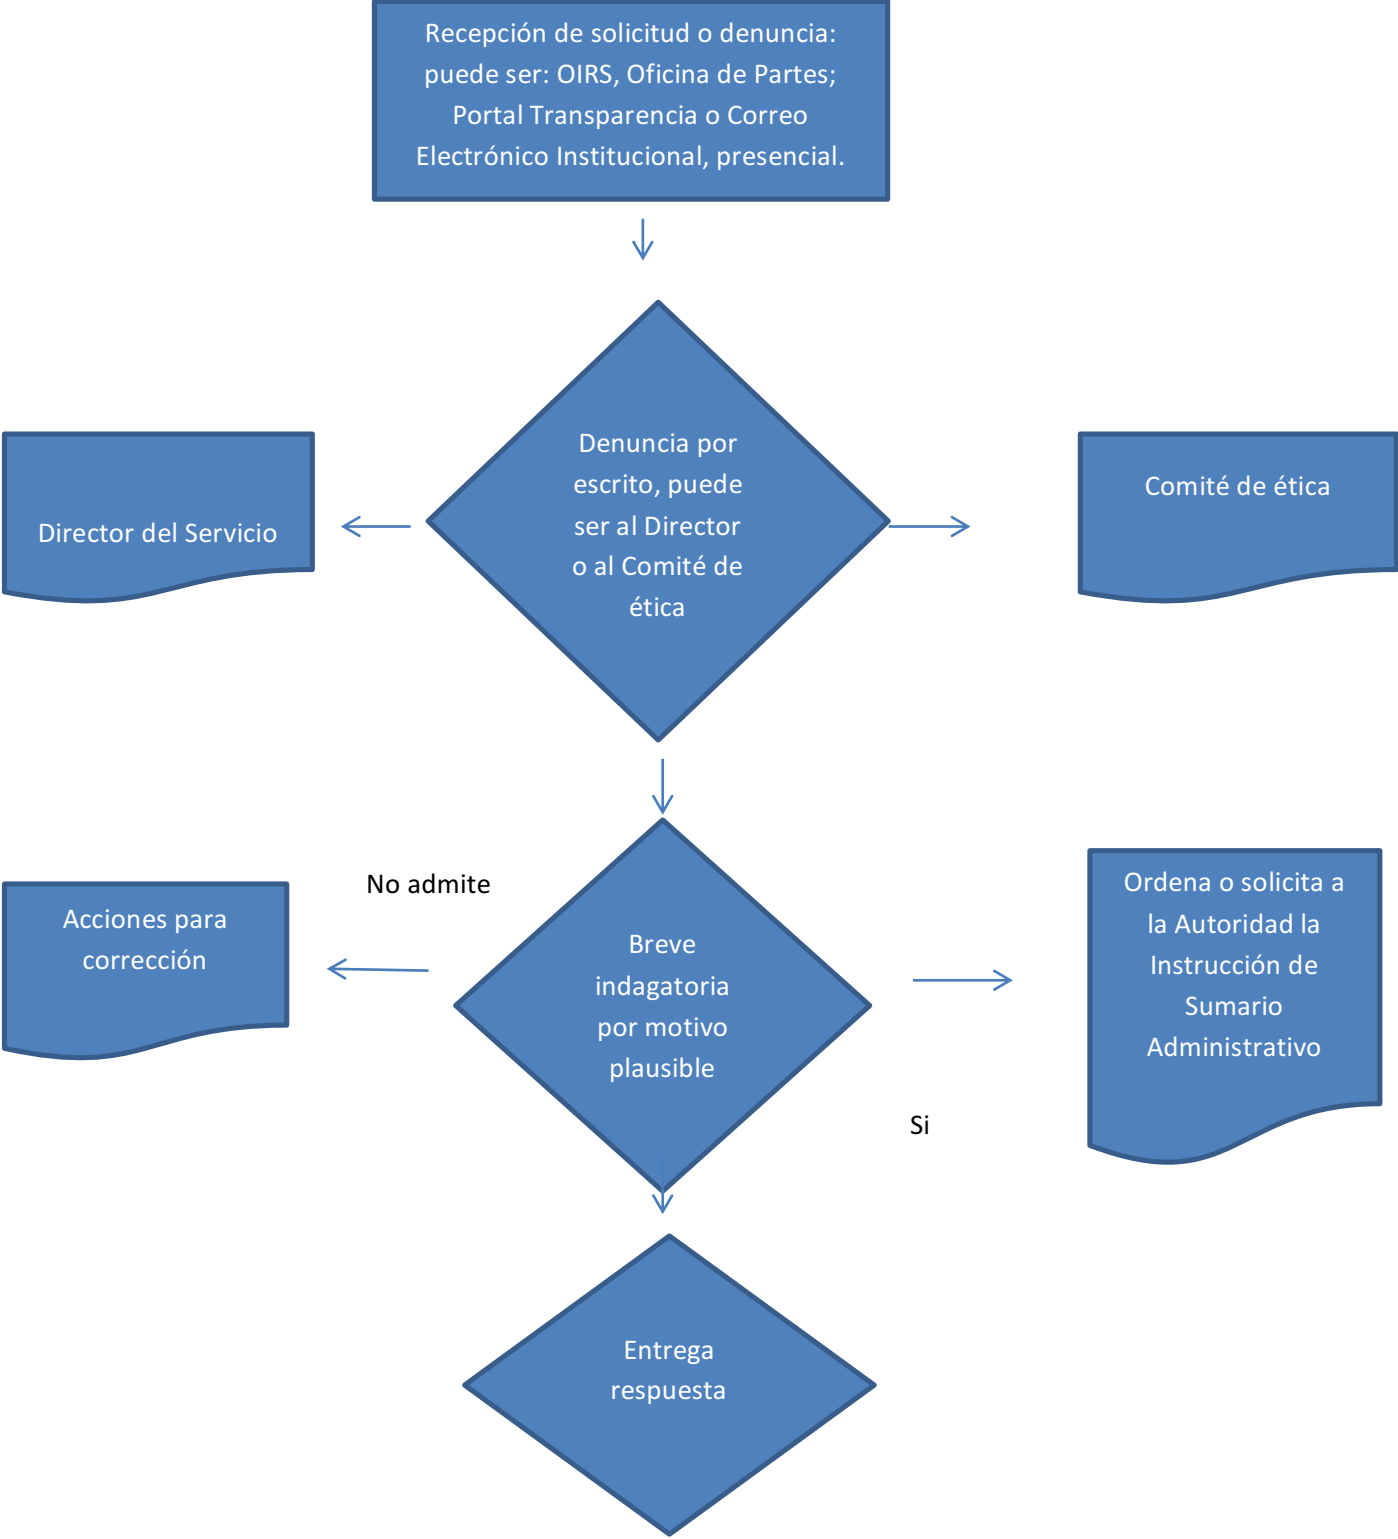 Recepción de solicitud o denuncia:
puede ser: OIRS, Oficina de Partes;
Portal Transparencia o Correo
Electrónico Institucional, presencial.
Denuncia por
escrito, puede
ser al Director
o al Comité de
ética
Director del Servicio
Comité de ética
No admite
Acciones para
corrección
Breve
indagatoria
por motivo
plausible
Ordena o solicita a
la Autoridad la
Instrucción de
Sumario
Administrativo
Si
Entrega
respuesta